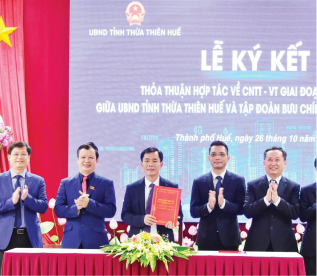 UBND TỈNH THỪA THIÊN HUẾ
LỄ KÝ KẾT
THỎA THUẬN HỢP TÁC VỀ CNTT - VT GIAI ĐOẠ
GIỮA UBND TỈNH THỪA THIÊN HUẾ VÀ TẬP ĐOÀN BƯU CHÍN
Thành phố Huế, ngày 26 tháng 10 năm